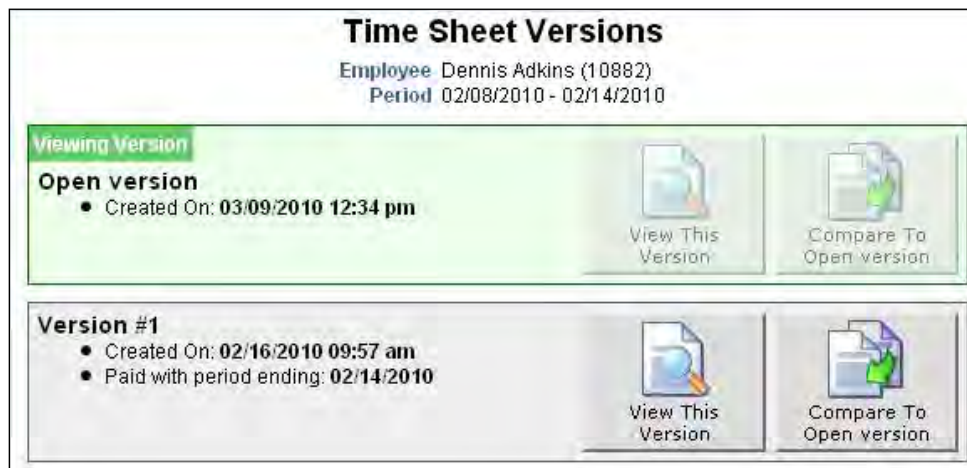 Time Sheet Versions
Employee Dennis Adkins (10882)
Period 02/08/2010 - 02/14/2010
Viewing Version
Open version
• Created On: 03/09/2010 12:34 pm
View This
Version
Compare To
Open version
Version #1
• Created On: 02/16/2010 09:57 am
• Paid with period ending: 02/14/2010
View This
Version
Compare To
Open version